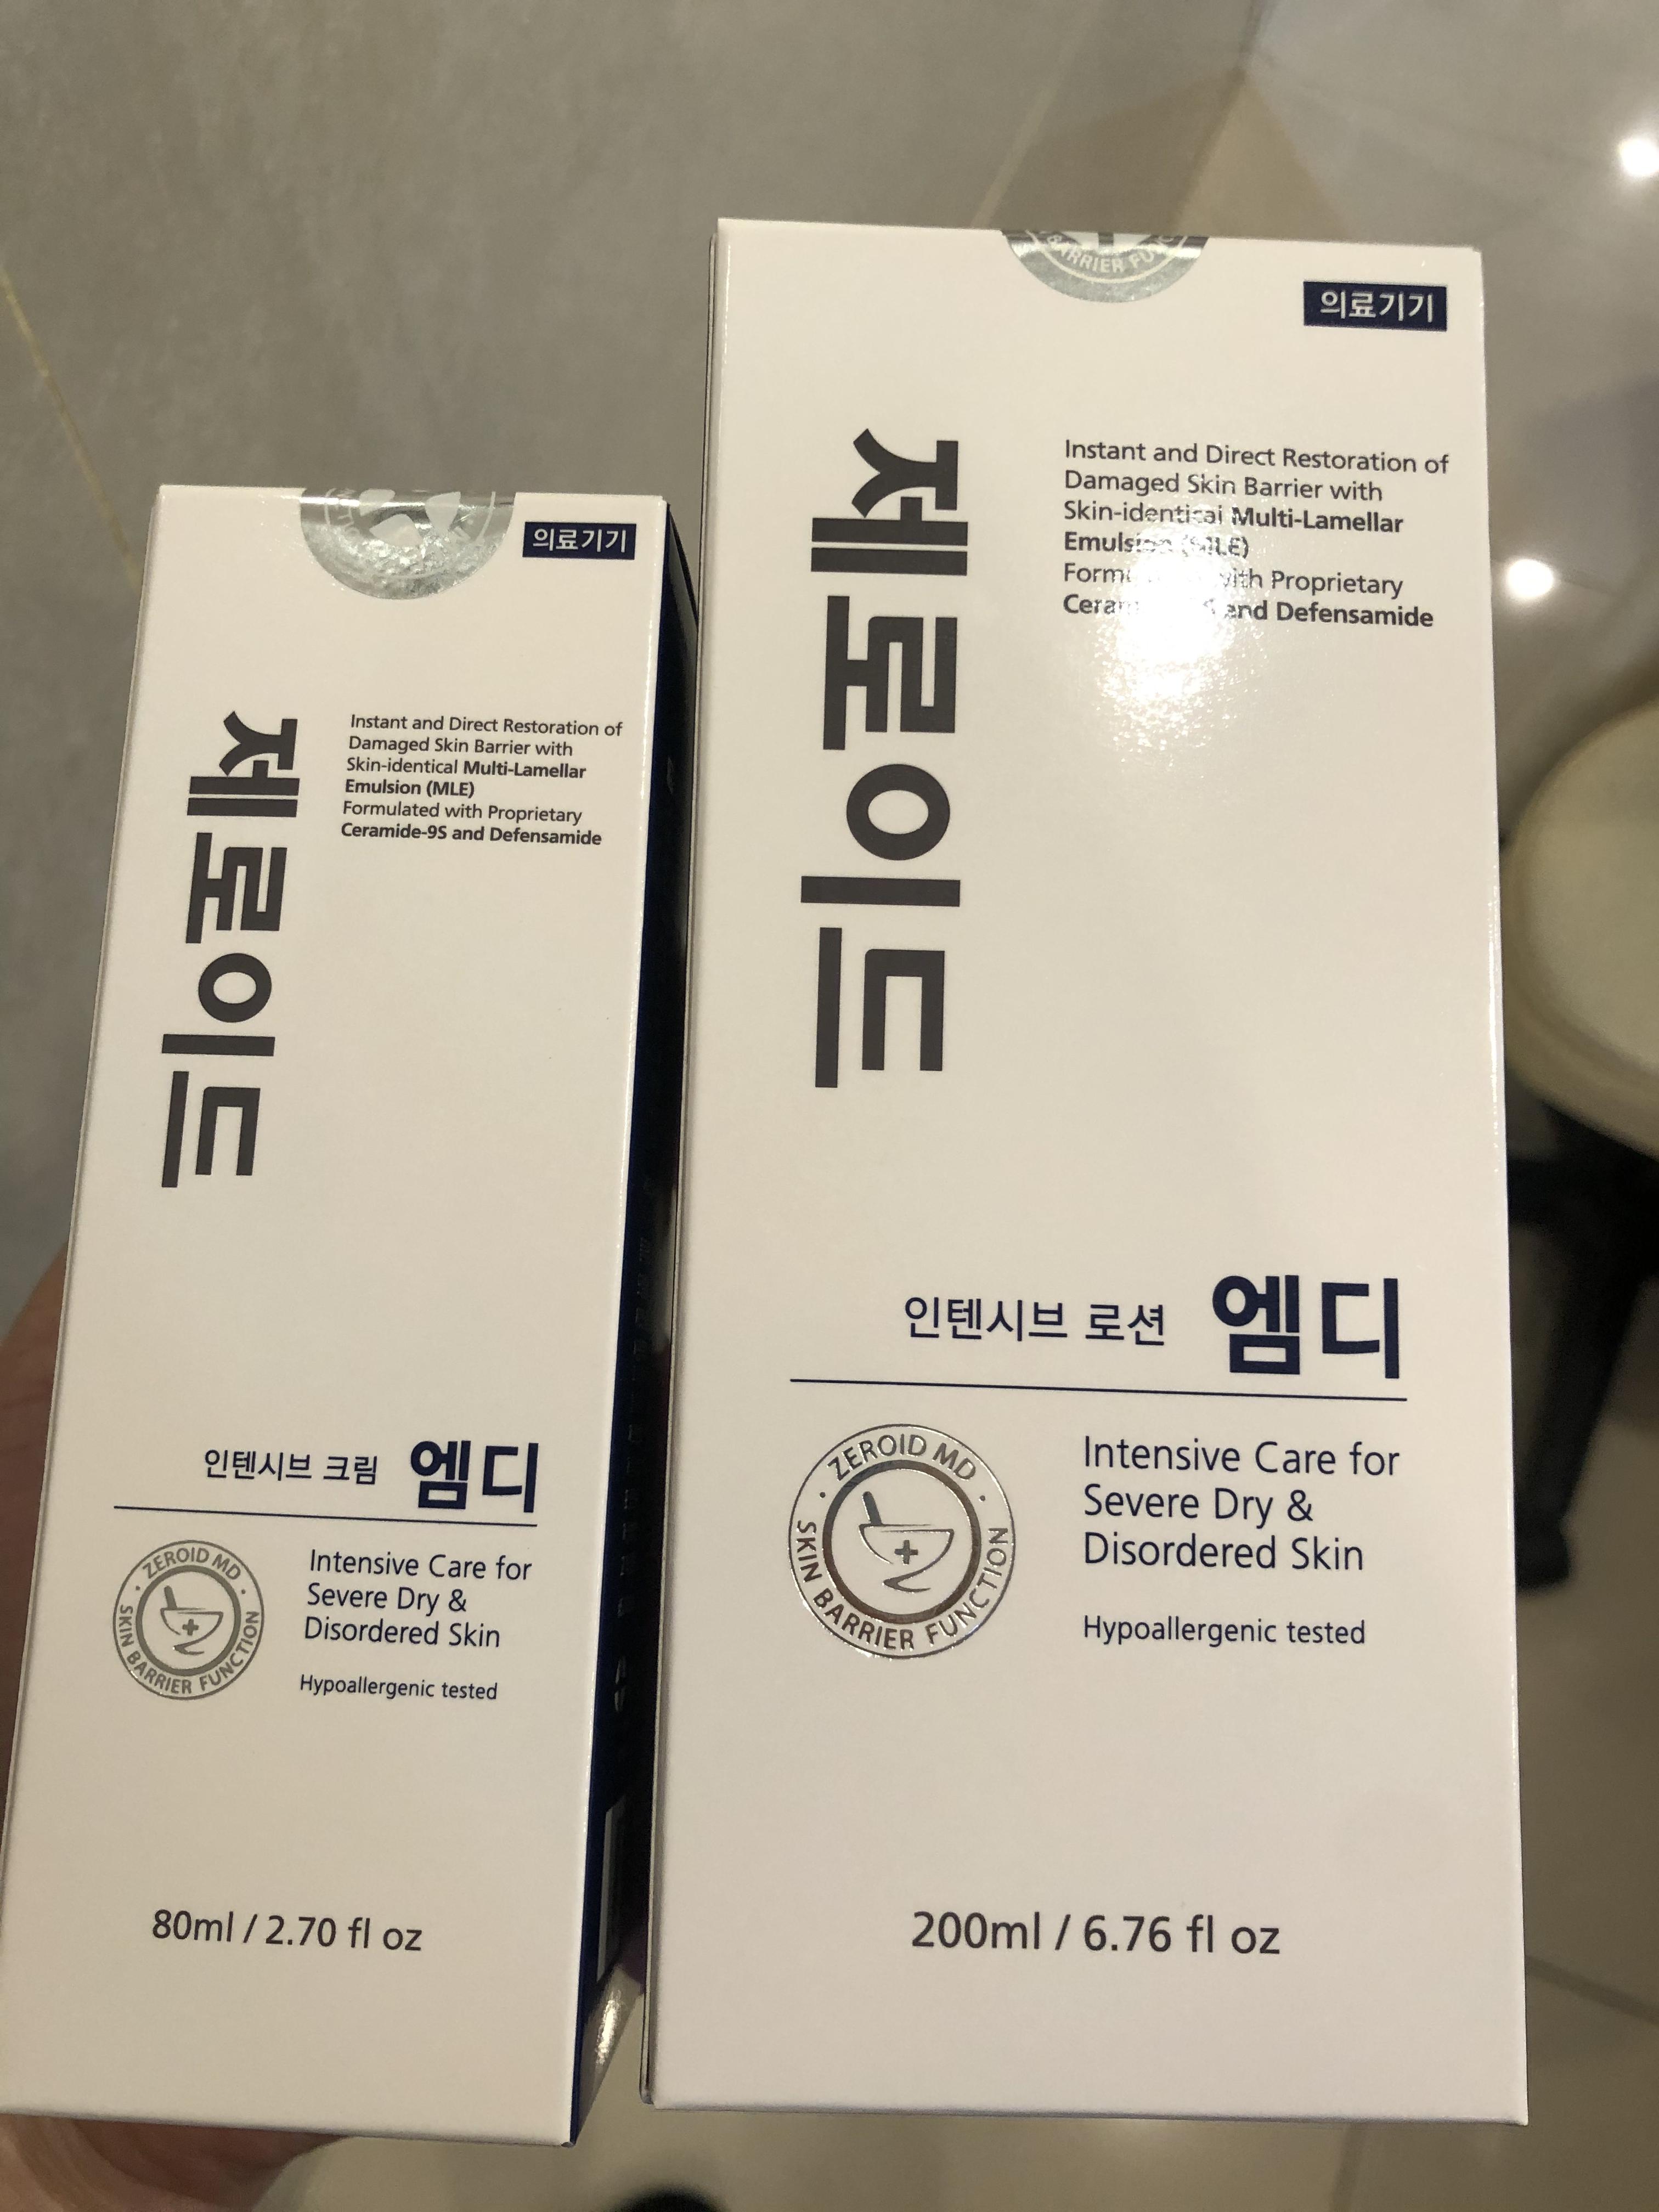 의료기기
제로이드
Instant and Direct Restoration of
Damaged Skin Barrier with
Skin-identical Multi-Lamellar
Emulsion (MLE)
Formulated with Proprietary
Ceramide-9S and Defensamide
인텐시브 크림 엠디
ZEROID MD
SKIN BARRIER FUNCTION
Intensive Care for
Severe Dry &
Disordered Skin
Hypoallergenic tested
80ml / 2.70 fl oz
BARRIER
의료기기
제로이드
Instant and Direct Restoration of
Damaged Skin Barrier with
Skin-identical Multi-Lamellar
Emulsion (MLE)
with Proprietary
and Defensamide
인텐시브 로션 엠디
ZEROID MD
SKIN BARRIER FUNCTION
Intensive Care for
Severe Dry &
Disordered Skin
Hypoallergenic tested
200ml / 6.76 fl oz